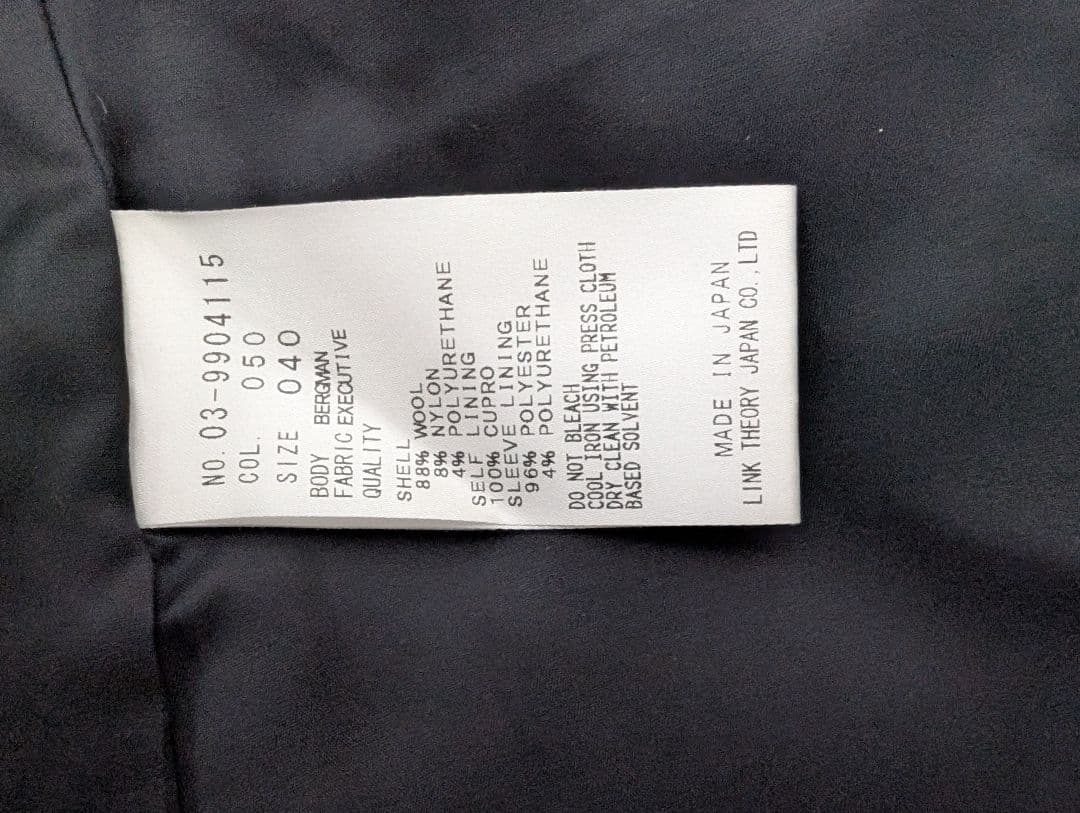 NO. 03-9904115
COL. 050
SIZE 040
BODY BERGMAN
FABRIC EXECUTIVE
QUALITY
SHELL
88% WOOL
8% NYLON
4% POLYURETHANE
SELF LINING
100% CUPRO
SLEEVE LINING
96% POLYESTER
4% POLYURETHANE
DO NOT BLEACH
COOL IRON USING PRESS CLOTH
DRY CLEAN WITH PETROLEUM
BASED SOLVENT
MADE IN JAPAN
LINK THEORY JAPAN CO.,LTD